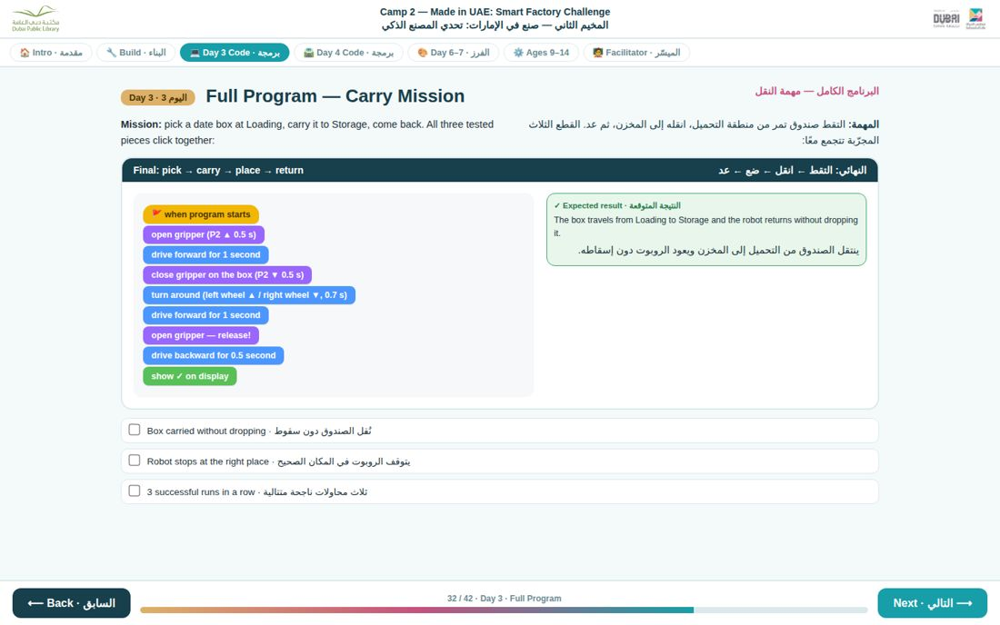 مكتبة دبي العامة
Dubai Public Library
Camp 2 — Made in UAE: Smart Factory Challenge
المخيم الثاني — صنع في الإمارات: تحدي المصنع الذكي
DUBAI
🏠 Intro · مقدمة
🔧 Build · البناء
💻 Day 3 Code · برمجة
🛣️ Day 4 Code · برمجة
🎨 Day 6–7 · الفرز
⚙️ Ages 9–14
🧑‍🏫 Facilitator · الميسّر
Day 3 · اليوم 3
Full Program — Carry Mission
البرنامج الكامل — مهمة النقل
Mission: pick a date box at Loading, carry it to Storage, come back. All three tested
pieces click together:
المهمة: التقط صندوق تمر من منطقة التحميل، انقله إلى المخزن، ثم عد. القطع الثلاث
المجرّبة تتجمع معًا:
Final: pick → carry → place → return
النهائي: التقط ← انقل ← ضع ← عد
🚩 when program starts
open gripper (P2 ▲ 0.5 s)
drive forward for 1 second
close gripper on the box (P2 ▼ 0.5 s)
turn around (left wheel ▲ / right wheel ▼, 0.7 s)
drive forward for 1 second
open gripper — release!
drive backward for 0.5 second
show ✓ on display
✓ Expected result · النتيجة المتوقعة
The box travels from Loading to Storage and the robot returns without dropping
it.
ينتقل الصندوق من التحميل إلى المخزن ويعود الروبوت دون إسقاطه.
Box carried without dropping · نُقل الصندوق دون سقوط
Robot stops at the right place · يتوقف الروبوت في المكان الصحيح
3 successful runs in a row · ثلاث محاولات ناجحة متتالية
⟵ Back · السابق
32 / 42 · Day 3 · Full Program
Next · التالي ⟶